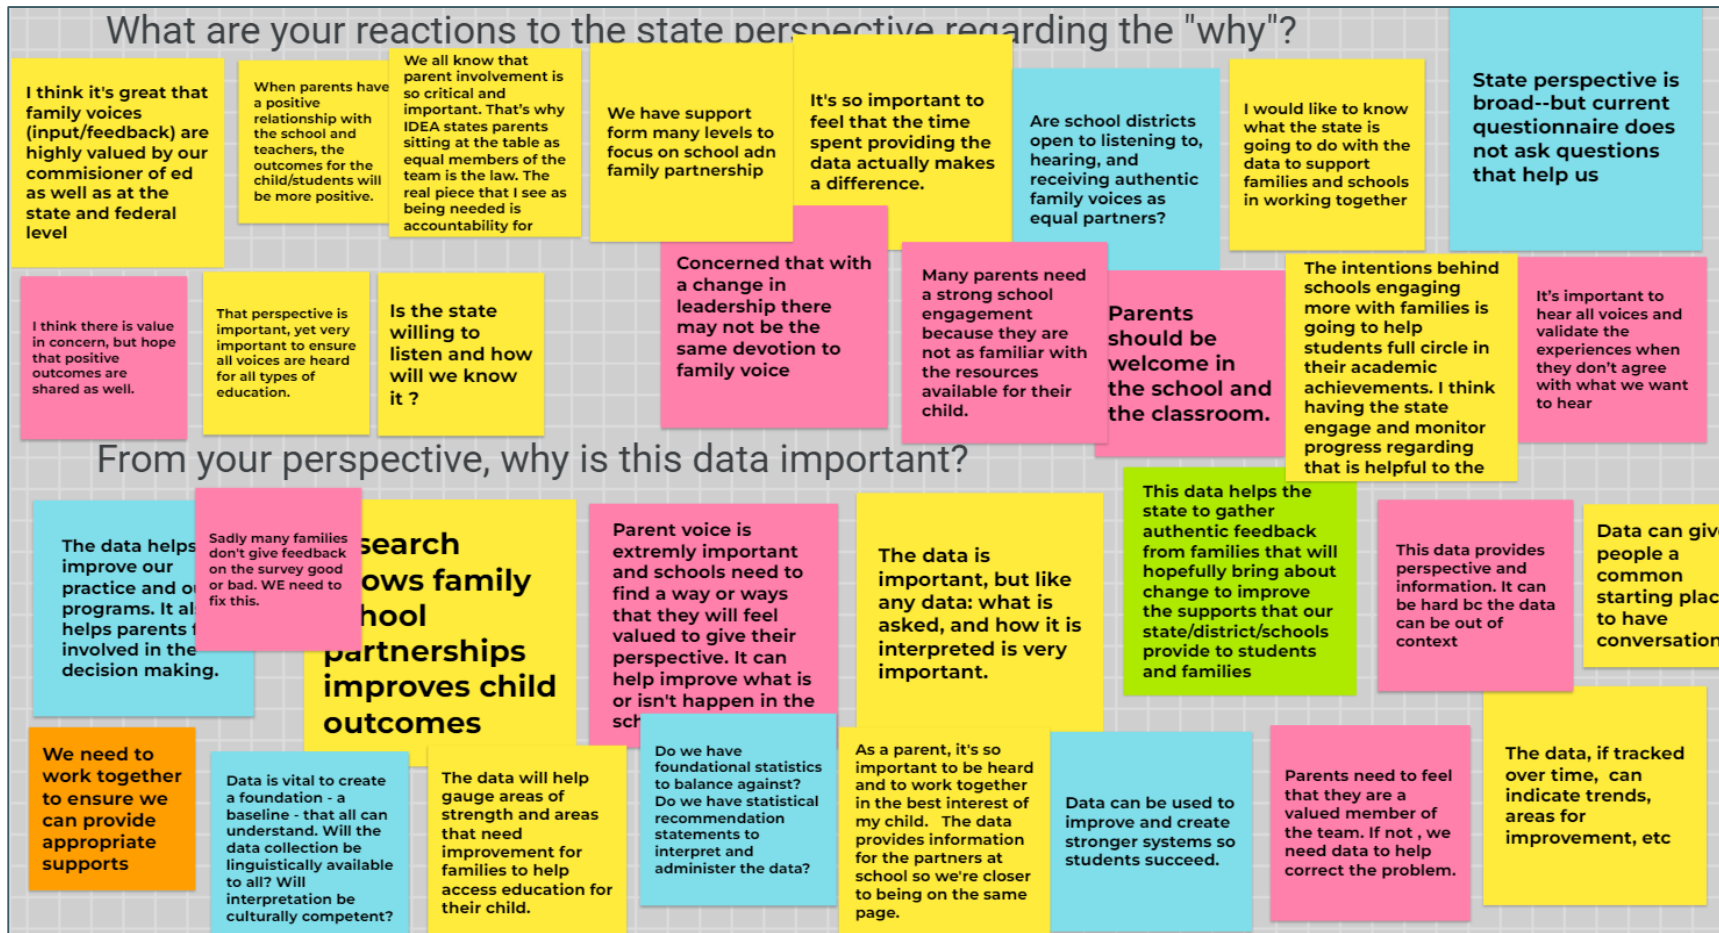 What are your reactions to the state perspective regarding the "why"?
I think it's great that
family voices
(input/feedback) are
highly valued by our
commisioner of ed
as well as at the
state and federal
level
When parents have
a positive
relationship with
the school and
teachers, the
outcomes for the
child/students will
be more positive.
We all know that
parent involvement is
so critical and
important. That's why
IDEA states parents
sitting at the table as
equal members of the
team is the law. The
real piece that I see as
being needed is
accountability for
We have support
form many levels to
focus on school adn
family partnership
It's so important to
feel that the time
spent providing the
data actually makes
a difference.
Are school districts
open to listening to,
hearing, and
receiving authentic
family voices as
equal partners?
I would like to know
what the state is
going to do with the
data to support
families and schools
in working together
State perspective is
broad--but current
questionnaire does
not ask questions
that help us
I think there is value
in concern, but hope
that positive
outcomes are
shared as well.
That perspective is
important, yet very
important to ensure
all voices are heard
for all types of
education.
Is the state
willing to
listen and how
will we know
it ?
Concerned that with
a change in
leadership there
may not be the
same devotion to
family voice
Many parents need
a strong school
engagement
because they are
not as familiar with
the resources
available for their
child.
Parents
should be
welcome in
the school and
the classroom.
The intentions behind
schools engaging
more with families is
going to help
students full circle in
their academic
achievements. I think
having the state
engage and monitor
progress regarding
that is helpful to the
It's important to
hear all voices and
validate the
experiences when
they don't agree
with what we want
to hear
From your perspective, why is this data important?
The data helps
improve our
practice and
programs. It
helps parents
involved in the
decision making.
Sadly many families
don't give feedback
on the survey good
or bad. WE need to
fix this.
family
partnerships
improves child
outcomes
Parent voice is
extremly important
and schools need to
find a way or ways
that they will feel
valued to give their
perspective. It can
help improve what is
or isn't happen in the
The data is
important, but like
any data: what is
asked, and how it is
interpreted is very
important.
This data helps the
state to gather
authentic feedback
from families that will
hopefully bring about
change to improve
the supports that our
state/district/schools
provide to students
and families
This data provides
perspective and
information. It can
be hard bc the data
can be out of
context
Data can
people a
common
starting
to have
We need to
work together
to ensure we
can provide
appropriate
supports
Data is vital to create
a foundation - a
baseline - that all can
understand. Will the
data collection be
linguistically available
to all? Will
interpretation be
culturally competent?
The data will help
gauge areas of
strength and areas
that need
improvement for
families to help
access education for
their child.
Do we have
foundational statistics
to balance against?
Do we have statistical
recommendation
statements to
interpret and
administer the data?
As a parent, it's so
important to be heard
and to work together
in the best interest of
my child. The data
provides information
for the partners at
school so we're closer
to being on the same
page.
Data can be used to
improve and create
stronger systems so
students succeed.
Parents need to feel
that they are a
valued member of
the team. If not , we
need data to help
correct the problem.
The data, if tracked
over time, can
indicate trends,
areas for
improvement, etc